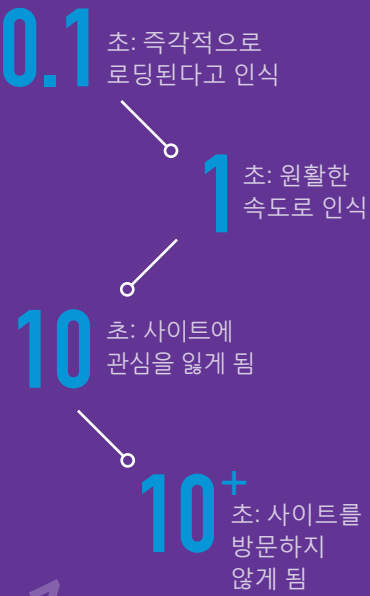 0.1
초: 즉각적으로
로딩된다고 인식
1
초: 원활한
속도로 인식
10
초: 사이트에
관심을 잃게 됨
10+
초: 사이트를
방문하지
않게 됨